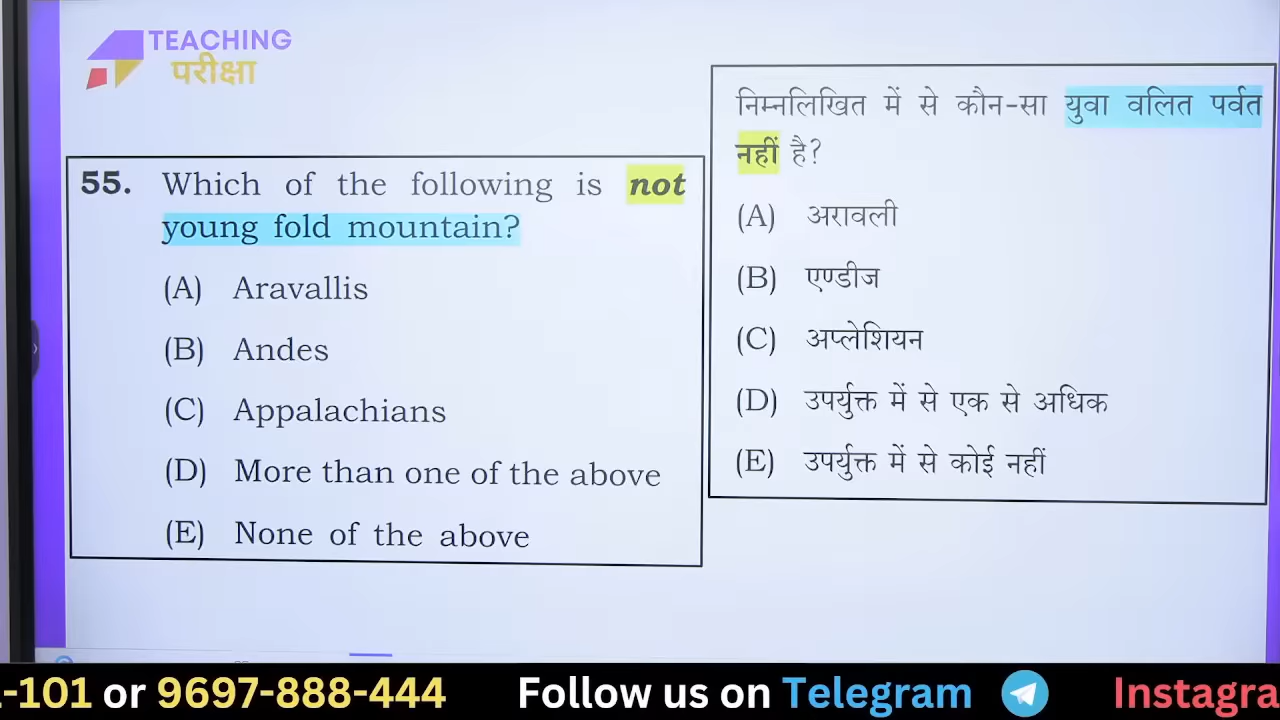 TEACHING
परीक्षा
55. Which of the following is not
young fold mountain?
(A) Aravallis
(B) Andes
(C) Appalachians
(D) More than one of the above
(E) None of the above
निम्नलिखित में से कौन-सा युवा वलित पर्वत
नहीं है?
(A) अरावली
(B) एण्डीज
(C) अप्लेशियन
(D) उपर्युक्त में से एक से अधिक
(E) उपर्युक्त में से कोई नहीं
-101 or 9697-888-444 Follow us on Telegram Instagra